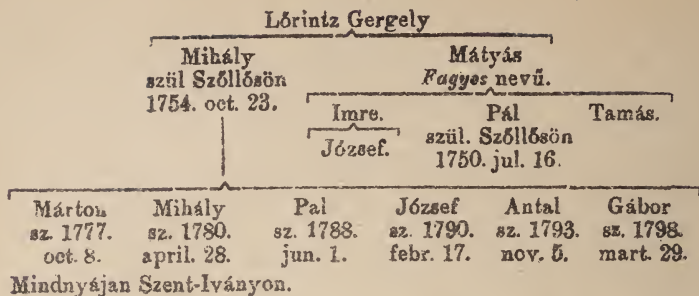 Lőrintz Gergely
Mihály Mátyás
szül Szőllősön Fagyos nevű.
1754. oct. 23. Imre. Pál Tamás.
József. szül. Szőllősön
1750. jul. 16.
Márton Mihály Pal József Antal Gábor
sz. 1777. sz. 1780. sz. 1788. sz. 1790. sz. 1793. sz. 1798.
oct. 8. april. 28. jun. 1. febr. 17. nov. 5. mart. 29.
Mindnyájan Szent-Iványon.